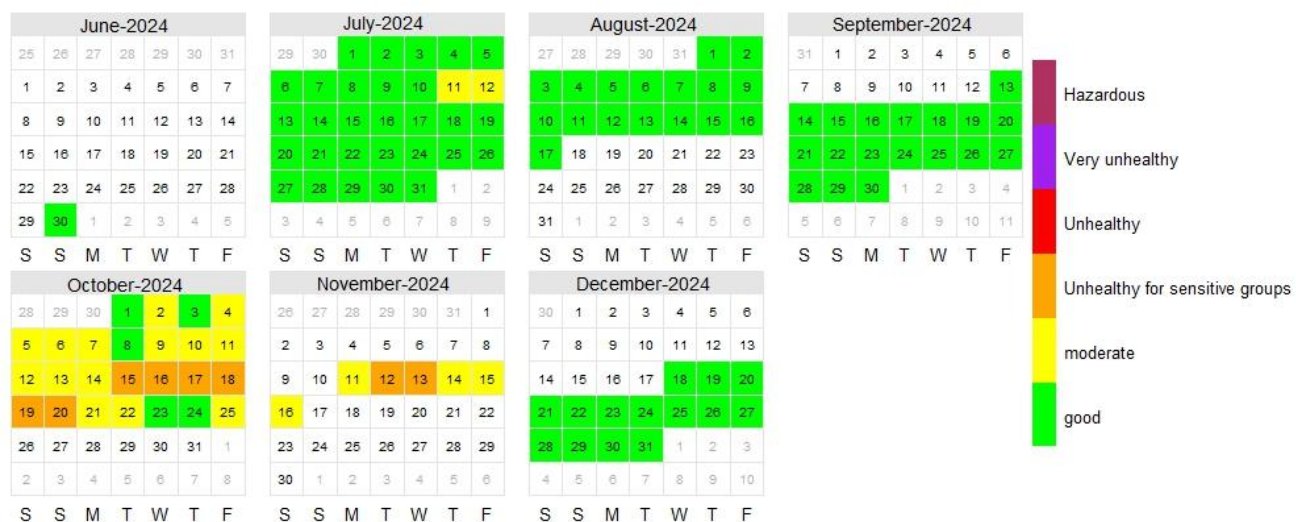 June-2024
25 26 27 28 29 30 31
1 2 3 4 5 6 7
8 9 10 11 12 13 14
15 16 17 18 19 20 21
22 23 24 25 26 27 28
29 30 1 2 3 4 5
S S M T W T F
July-2024
29 30 1 2 3 4 5
6 7 8 9 10 11 12
13 14 15 16 17 18 19
20 21 22 23 24 25 26
27 28 29 30 31 1 2
3 4 5 6 7 8 9
S S M T W T F
August-2024
27 28 29 30 31 1 2
3 4 5 6 7 8 9
10 11 12 13 14 15 16
17 18 19 20 21 22 23
24 25 26 27 28 29 30
31 1 2 3 4 5 6
S S M T W T F
September-2024
31 1 2 3 4 5 6
7 8 9 10 11 12 13
14 15 16 17 18 19 20
21 22 23 24 25 26 27
28 29 30 1 2 3 4
5 6 7 8 9 10 11
S S M T W T F
October-2024
28 29 30 1 2 3 4
5 6 7 8 9 10 11
12 13 14 15 16 17 18
19 20 21 22 23 24 25
26 27 28 29 30 31 1
2 3 4 5 6 7 8
S S M T W T F
November-2024
26 27 28 29 30 31 1
2 3 4 5 6 7 8
9 10 11 12 13 14 15
16 17 18 19 20 21 22
23 24 25 26 27 28 29
30 1 2 3 4 5 6
S S M T W T F
December-2024
30 1 2 3 4 5 6
7 8 9 10 11 12 13
14 15 16 17 18 19 20
21 22 23 24 25 26 27
28 29 30 31 1 2 3
4 5 6 7 8 9 10
S S M T W T F
Hazardous
Very unhealthy
Unhealthy
Unhealthy for sensitive groups
moderate
good